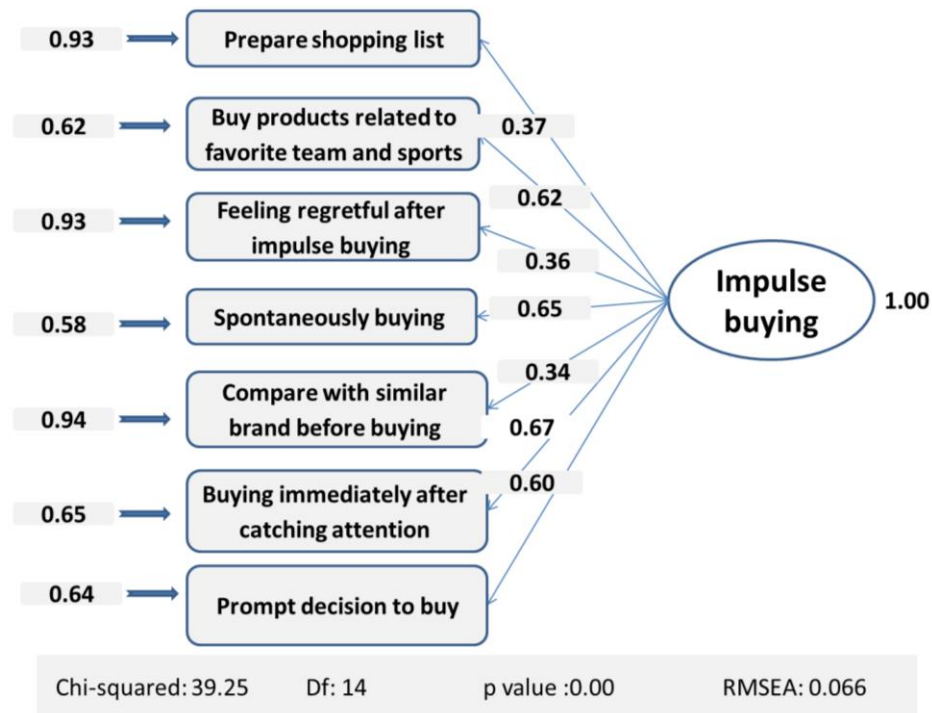 0.93
Prepare shopping list
0.62
Buy products related to
favorite team and sports
0.37
0.93
Feeling regretful after
impulse buying
0.62
0.36
0.58
Spontaneously buying
0.65
Impulse
buying
1.00
0.94
Compare with similar
brand before buying
0.34
0.67
0.65
Buying immediately after
catching attention
0.60
0.64
Prompt decision to buy
Chi-squared: 39.25 Df: 14 p value :0.00 RMSEA: 0.066